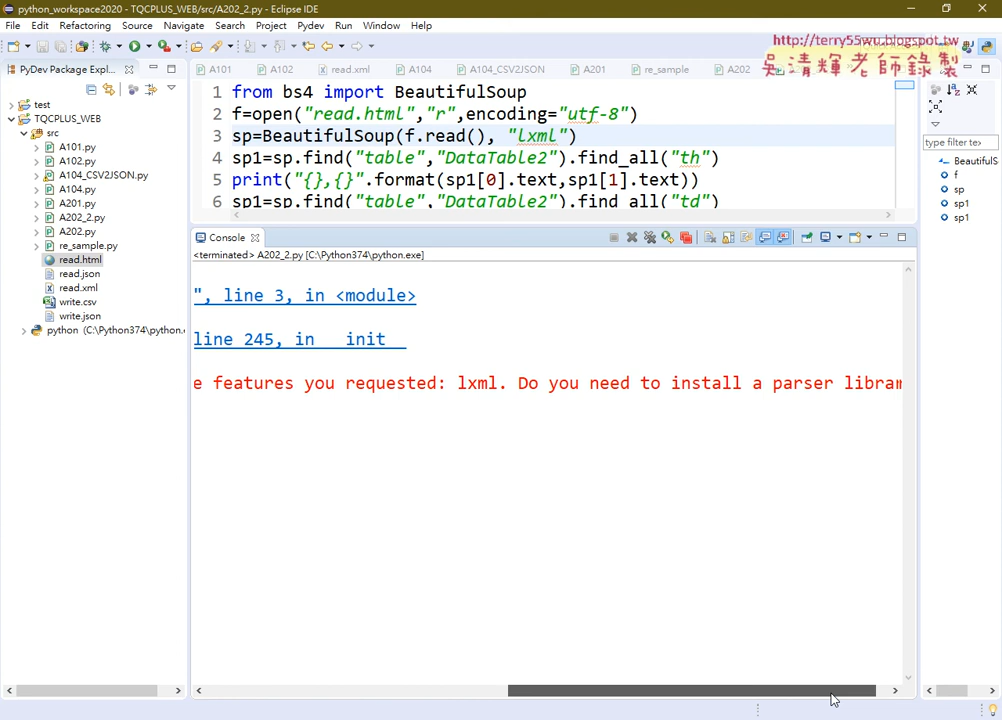 python_workspace2020 - TQCPLUS_WEB/src/A202_2.py - Eclipse IDE
File Edit Refactoring Source Navigate Search Project Pydev Run Window Help
http://terry55wu.blogspot.tw
吳清輝老師錄製
PyDev Package Expl...
A101 A102 read.xml A104 A104_CSV2JSON A201 re_sample A202
test
TQCPLUS_WEB
src
A101.py
A102.py
A104_CSV2JSON.py
A104.py
A201.py
A202_2.py
A202.py
re_sample.py
read.html
read.json
read.xml
write.csv
write.json
python (C:\Python374\python.e
1 from bs4 import BeautifulSoup
2 f=open("read.html","r",encoding="utf-8")
3 sp=BeautifulSoup(f.read(), "lxml")
4 sp1=sp.find("table","DataTable2").find_all("th")
5 print("{},{}".format(sp1[0].text,sp1[1].text))
6 sp1=sp.find("table","DataTable2").find_all("td")
type filter te>
BeautifulS
f
sp
sp1
sp1
Console
<terminated> A202_2.py [C:\Python374\python.exe]
", line 3, in <module>
line 245, in __init__
e features you requested: lxml. Do you need to install a parser librar